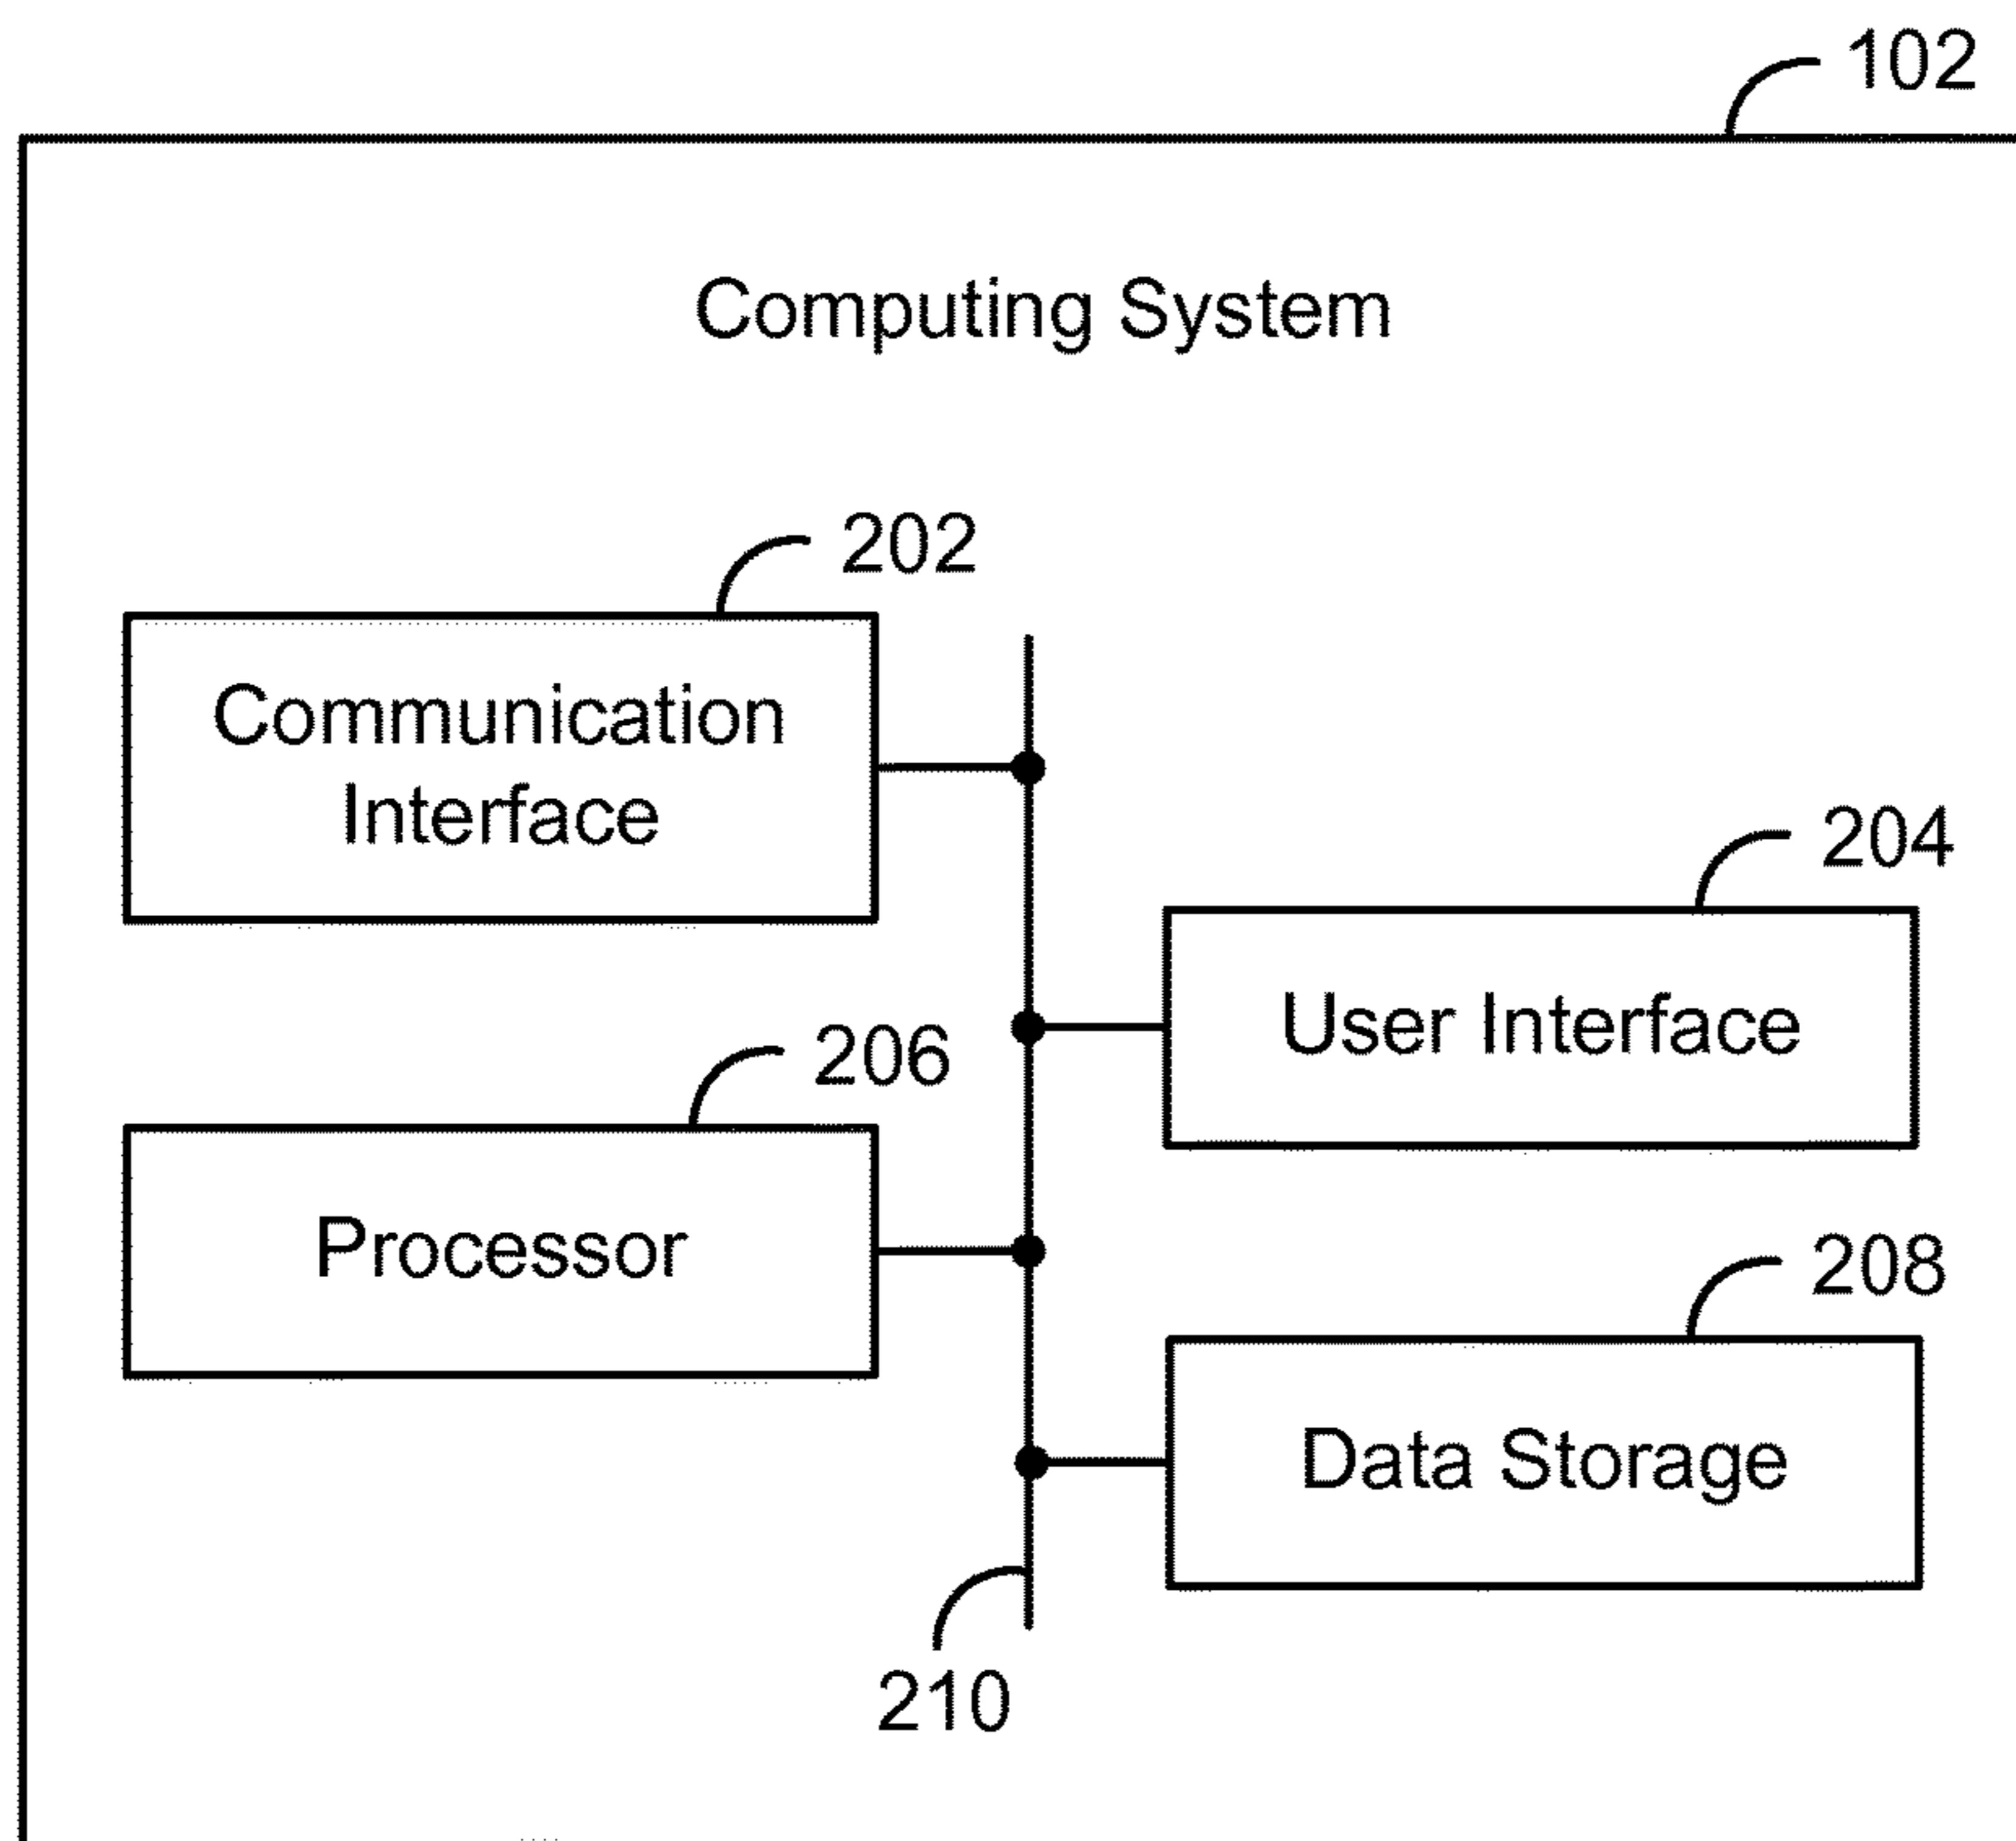 102
Computing System
202
Communication
Interface
204
User Interface
206
Processor
208
Data Storage
210